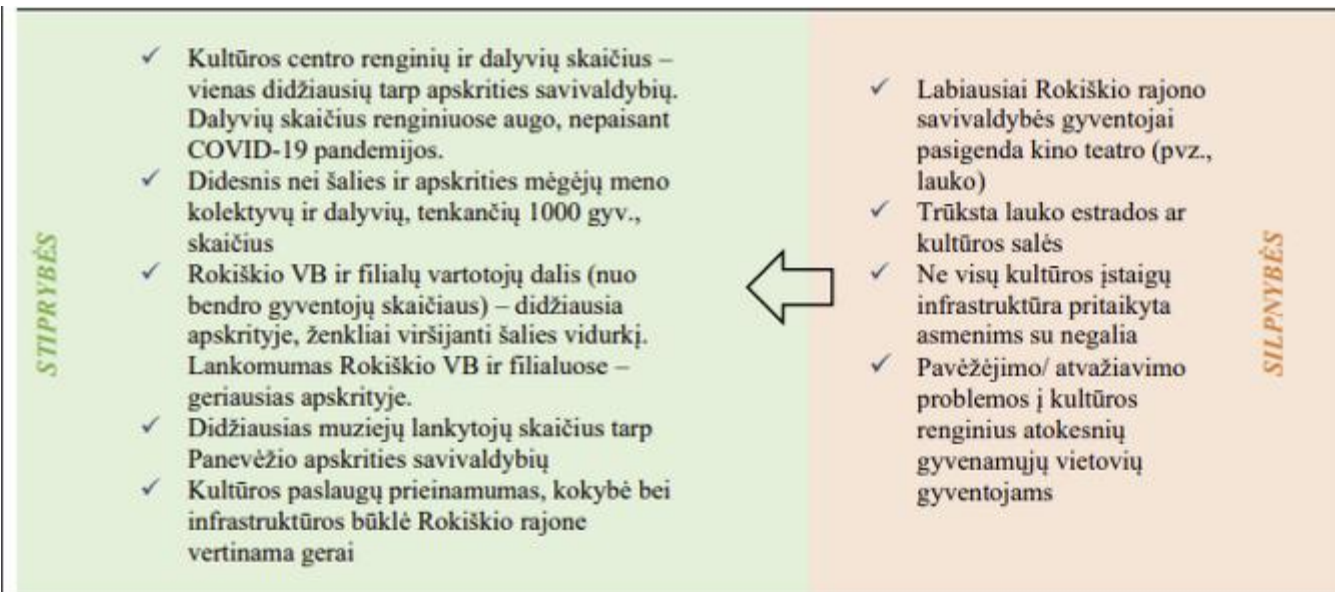 STIPRYBĖS
✓ Kultūros centro renginių ir dalyvių skaičius –
vienas didžiausių tarp apskrities savivaldybių.
Dalyvių skaičius renginiuose augo, nepaisant
COVID-19 pandemijos.
✓ Didesnis nei šalies ir apskrities mėgėjų meno
kolektyvų ir dalyvių, tenkančių 1000 gyv.,
skaičius
✓ Rokiškio VB ir filialų vartotojų dalis (nuo
bendro gyventojų skaičiaus) – didžiausia
apskrityje, ženkliai viršijanti šalies vidurkį.
Lankomumas Rokiškio VB ir filialuose –
geriausias apskrityje.
✓ Didžiausias muziejų lankytojų skaičius tarp
Panevėžio apskrities savivaldybių
✓ Kultūros paslaugų prieinamumas, kokybė bei
infrastruktūros būklė Rokiškio rajone
vertinama gerai
✓ Labiausiai Rokiškio rajono
savivaldybės gyventojai
pasigenda kino teatro (pvz.,
lauko)
✓ Trūksta lauko estrados ar
kultūros salės
✓ Ne visų kultūros įstaigų
infrastruktūra pritaikyta
asmenims su negalia
✓ Pavėžėjimo/ atvažiavimo
problemos į kultūros
renginius atokesnių
gyvenamųjų vietovių
gyventojams
SILPNYBĖS